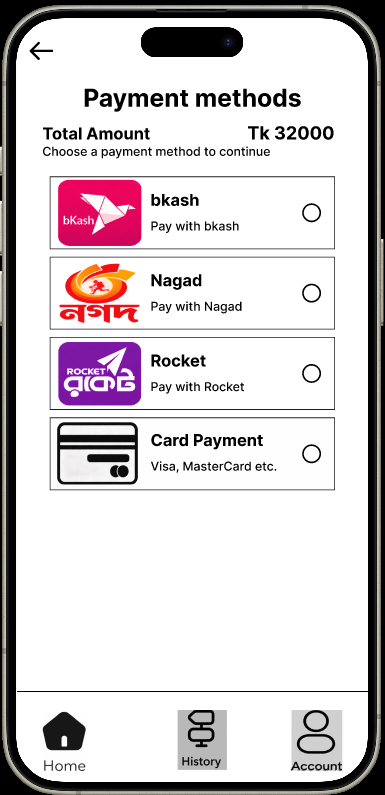 Payment methods
Total Amount Tk 32000
Choose a payment method to continue
bKash
bkash
Pay with bkash
নগদ
Nagad
Pay with Nagad
ROCKET
রকেট
Rocket
Pay with Rocket
Card Payment
Visa, MasterCard etc.
Home History Account